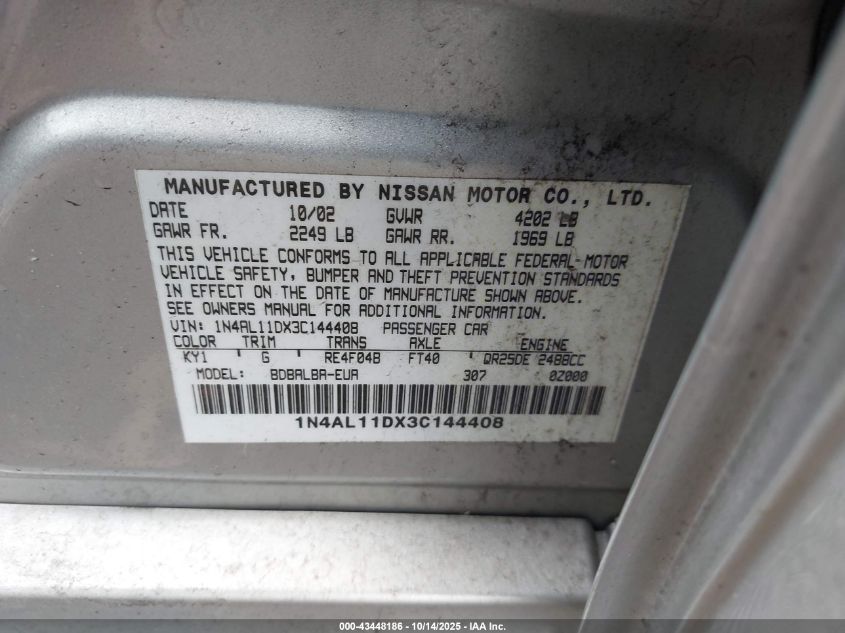 MANUFACTURED BY NISSAN MOTOR CO., LTD.
DATE 10/02 GVWR 4202 LB
GAWR FR. 2249 LB GAWR RR. 1969 LB
THIS VEHICLE CONFORMS TO ALL APPLICABLE FEDERAL-MOTOR
VEHICLE SAFETY, BUMPER AND THEFT PREVENTION STANDARDS
IN EFFECT ON THE DATE OF MANUFACTURE SHOWN ABOVE.
SEE OWNERS MANUAL FOR ADDITIONAL INFORMATION.
VIN: 1N4AL11DX3C144408 PASSENGER CAR
COLOR TRIM TRANS AXLE ENGINE
KY1 G RE4F04B FT40 QR25DE 2488CC
MODEL: BDBALBA-EUA 307 0Z000
1N4AL11DX3C144408
000-43448186 - 10/14/2025 - IAA Inc.